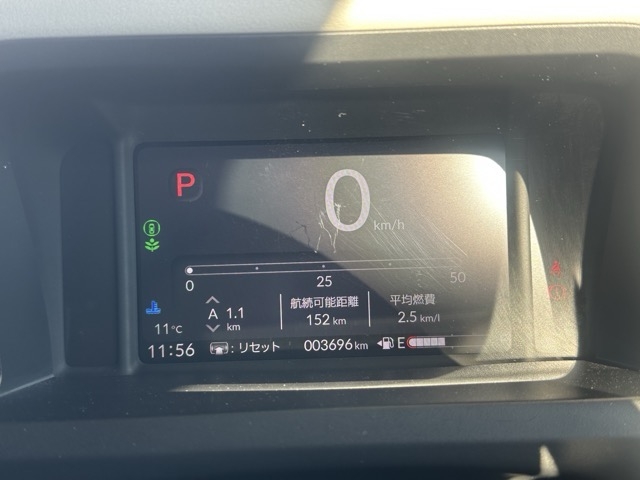 P
0 km/h
0 25 50
A 1.1 km
航続可能距離
152 km
平均燃費
2.5 km/l
11℃
11:56
: リセット
003696 km
E